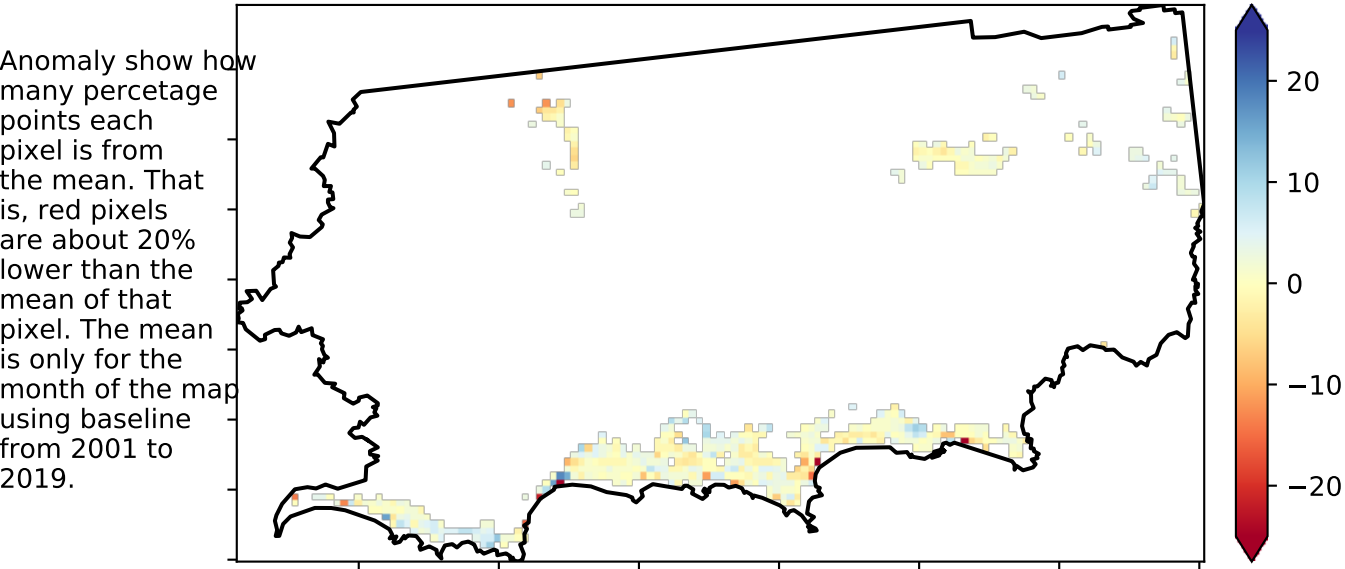 Anomaly show how
many percetage
points each
pixel is from
the mean. That
is, red pixels
are about 20%
lower than the
mean of that
pixel. The mean
is only for the
month of the map
using baseline
from 2001 to
2019.
20
10
0
−10
−20